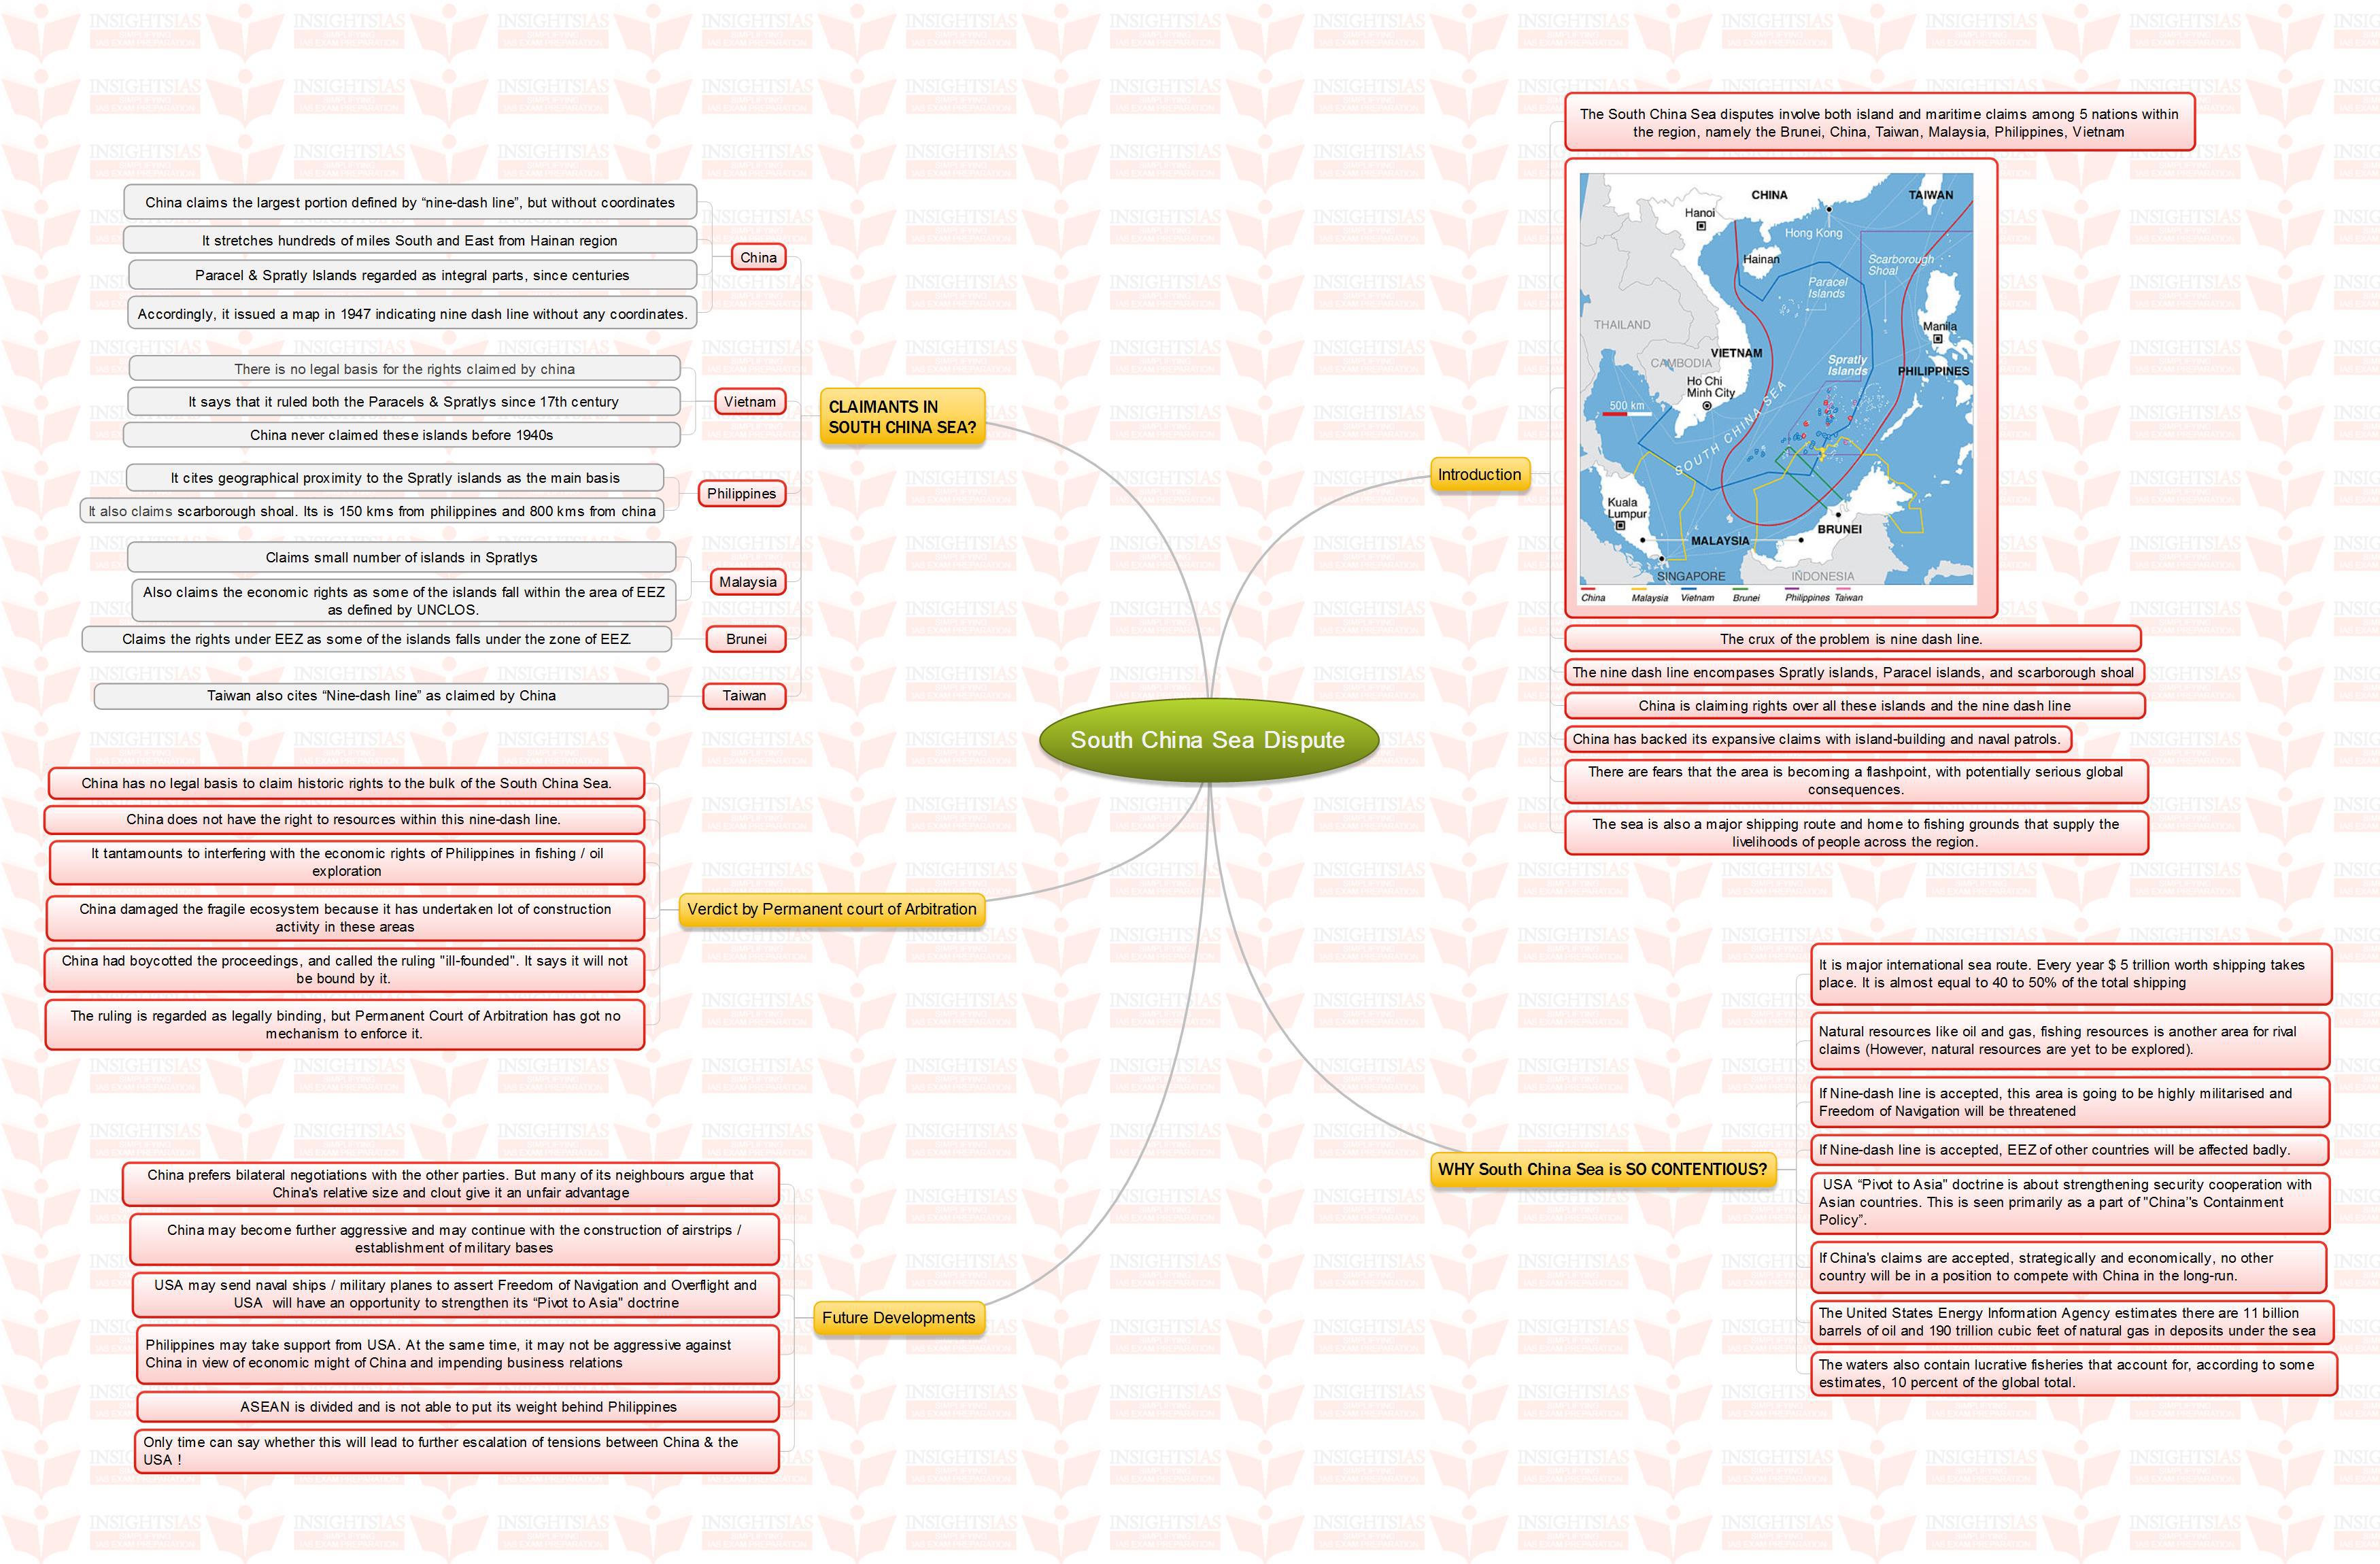 South China Sea Dispute
Introduction
The South China Sea disputes involve both island and maritime claims among 5 nations within
the region, namely the Brunei, China, Taiwan, Malaysia, Philippines, Vietnam
CHINA
TAIWAN
Hanoi
Hong Kong
Hainan
Scarborough
Shoal
Paracel
Islands
THAILAND
Manila
VIETNAM
CAMBODIA
Spratly
Islands
PHILIPPINES
Ho Chi
Minh City
500 km
SOUTH CHINA SEA
Kuala
Lumpur
BRUNEI
MALAYSIA
SINGAPORE
INDONESIA
China Malaysia Vietnam Brunei Philippines Taiwan
The crux of the problem is nine dash line.
The nine dash line encompases Spratly islands, Paracel islands, and scarborough shoal
China is claiming rights over all these islands and the nine dash line
China has backed its expansive claims with island-building and naval patrols.
There are fears that the area is becoming a flashpoint, with potentially serious global
consequences.
The sea is also a major shipping route and home to fishing grounds that supply the
livelihoods of people across the region.
WHY South China Sea is SO CONTENTIOUS?
It is major international sea route. Every year $ 5 trillion worth shipping takes
place. It is almost equal to 40 to 50% of the total shipping
Natural resources like oil and gas, fishing resources is another area for rival
claims (However, natural resources are yet to be explored).
If Nine-dash line is accepted, this area is going to be highly militarised and
Freedom of Navigation will be threatened
If Nine-dash line is accepted, EEZ of other countries will be affected badly.
USA “Pivot to Asia" doctrine is about strengthening security cooperation with
Asian countries. This is seen primarily as a part of "China"s Containment
Policy”.
If China's claims are accepted, strategically and economically, no other
country will be in a position to compete with China in the long-run.
The United States Energy Information Agency estimates there are 11 billion
barrels of oil and 190 trillion cubic feet of natural gas in deposits under the sea
The waters also contain lucrative fisheries that account for, according to some
estimates, 10 percent of the global total.
CLAIMANTS IN
SOUTH CHINA SEA?
China
China claims the largest portion defined by “nine-dash line”, but without coordinates
It stretches hundreds of miles South and East from Hainan region
Paracel & Spratly Islands regarded as integral parts, since centuries
Accordingly, it issued a map in 1947 indicating nine dash line without any coordinates.
Vietnam
There is no legal basis for the rights claimed by china
It says that it ruled both the Paracels & Spratlys since 17th century
China never claimed these islands before 1940s
Philippines
It cites geographical proximity to the Spratly islands as the main basis
It also claims scarborough shoal. Its is 150 kms from philippines and 800 kms from china
Malaysia
Claims small number of islands in Spratlys
Also claims the economic rights as some of the islands fall within the area of EEZ
as defined by UNCLOS.
Brunei
Claims the rights under EEZ as some of the islands falls under the zone of EEZ.
Taiwan
Taiwan also cites “Nine-dash line” as claimed by China
Verdict by Permanent court of Arbitration
China has no legal basis to claim historic rights to the bulk of the South China Sea.
China does not have the right to resources within this nine-dash line.
It tantamounts to interfering with the economic rights of Philippines in fishing / oil
exploration
China damaged the fragile ecosystem because it has undertaken lot of construction
activity in these areas
China had boycotted the proceedings, and called the ruling "ill-founded". It says it will not
be bound by it.
The ruling is regarded as legally binding, but Permanent Court of Arbitration has got no
mechanism to enforce it.
Future Developments
China prefers bilateral negotiations with the other parties. But many of its neighbours argue that
China's relative size and clout give it an unfair advantage
China may become further aggressive and may continue with the construction of airstrips /
establishment of military bases
USA may send naval ships / military planes to assert Freedom of Navigation and Overflight and
USA will have an opportunity to strengthen its “Pivot to Asia" doctrine
Philippines may take support from USA. At the same time, it may not be aggressive against
China in view of economic might of China and impending business relations
ASEAN is divided and is not able to put its weight behind Philippines
Only time can say whether this will lead to further escalation of tensions between China & the
USA !
INSIGHTSIAS
SIMPLIFYING
IAS EXAM PREPARATION